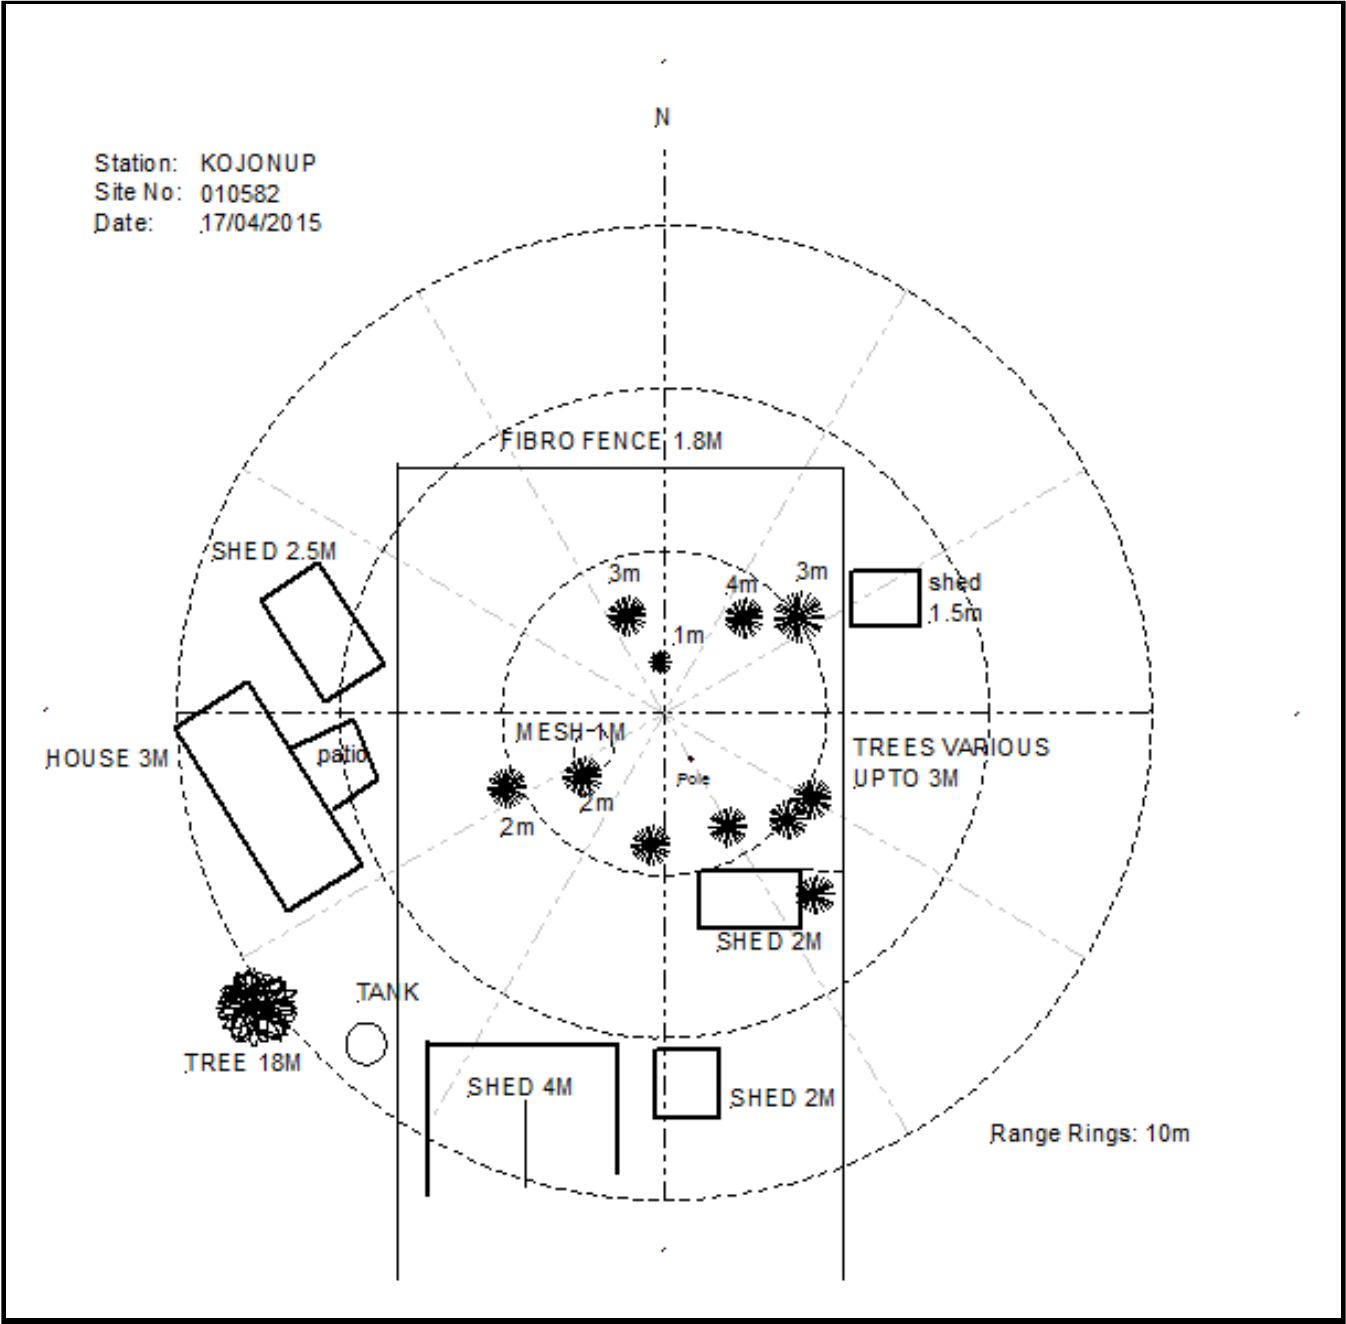 N
Station: KOJONUP
Site No: 010582
Date: 17/04/2015
FIBRO FENCE 1.8M
SHED 2.5M
3m
4m
3m
shed
1.5m
1m
MESH 1M
HOUSE 3M
patio
Pole
TREES VARIOUS
UPTO 3M
2m
2m
SHED 2M
TANK
TREE 18M
SHED 4M
SHED 2M
Range Rings: 10m